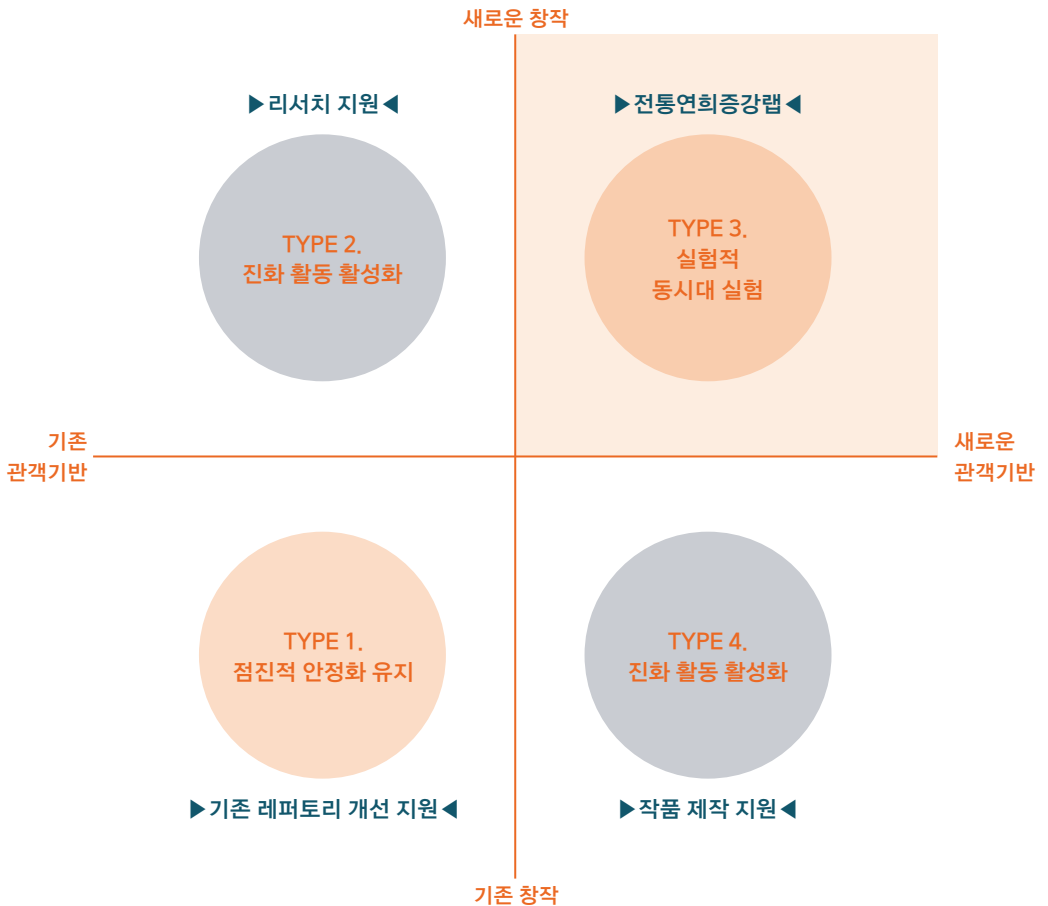 새로운 창작
▶리서치 지원◀
▶전통연희증강랩◀
TYPE 2.
진화 활동 활성화
TYPE 3.
실험적
동시대 실험
기존
관객기반
새로운
관객기반
TYPE 1.
점진적 안정화 유지
TYPE 4.
진화 활동 활성화
▶기존 레퍼토리 개선 지원◀
▶작품 제작 지원◀
기존 창작